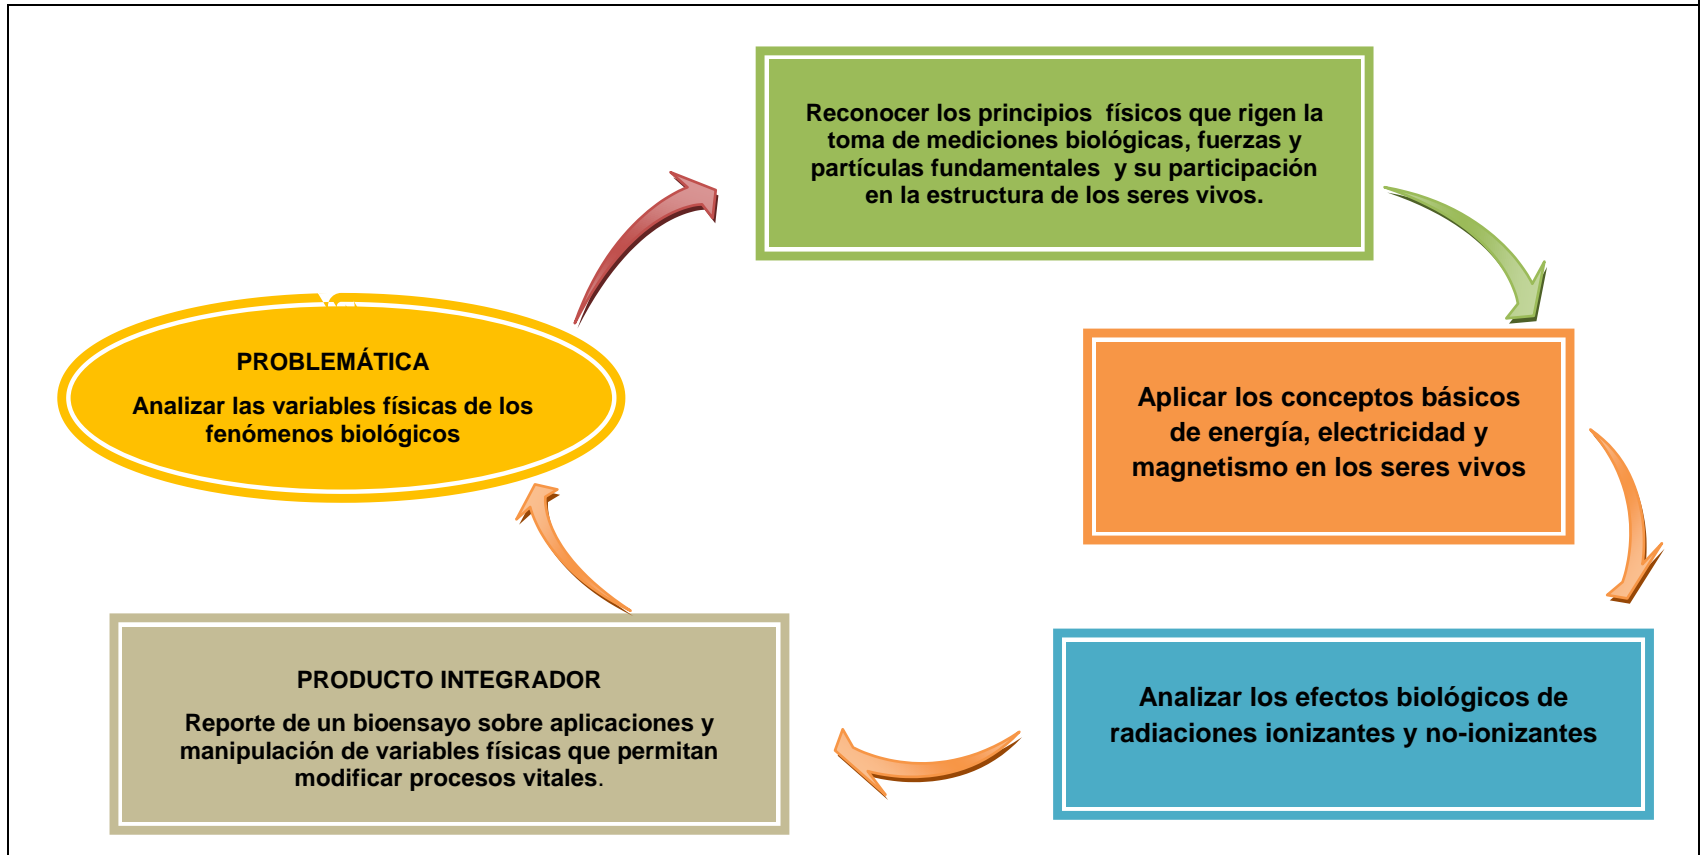 Reconocer los principios físicos que rigen la
toma de mediciones biológicas, fuerzas y
partículas fundamentales y su participación
en la estructura de los seres vivos.
PROBLEMÁTICA
Analizar las variables físicas de los
fenómenos biológicos
Aplicar los conceptos básicos
de energía, electricidad y
magnetismo en los seres vivos
PRODUCTO INTEGRADOR
Reporte de un bioensayo sobre aplicaciones y
manipulación de variables físicas que permitan
modificar procesos vitales.
Analizar los efectos biológicos de
radiaciones ionizantes y no-ionizantes